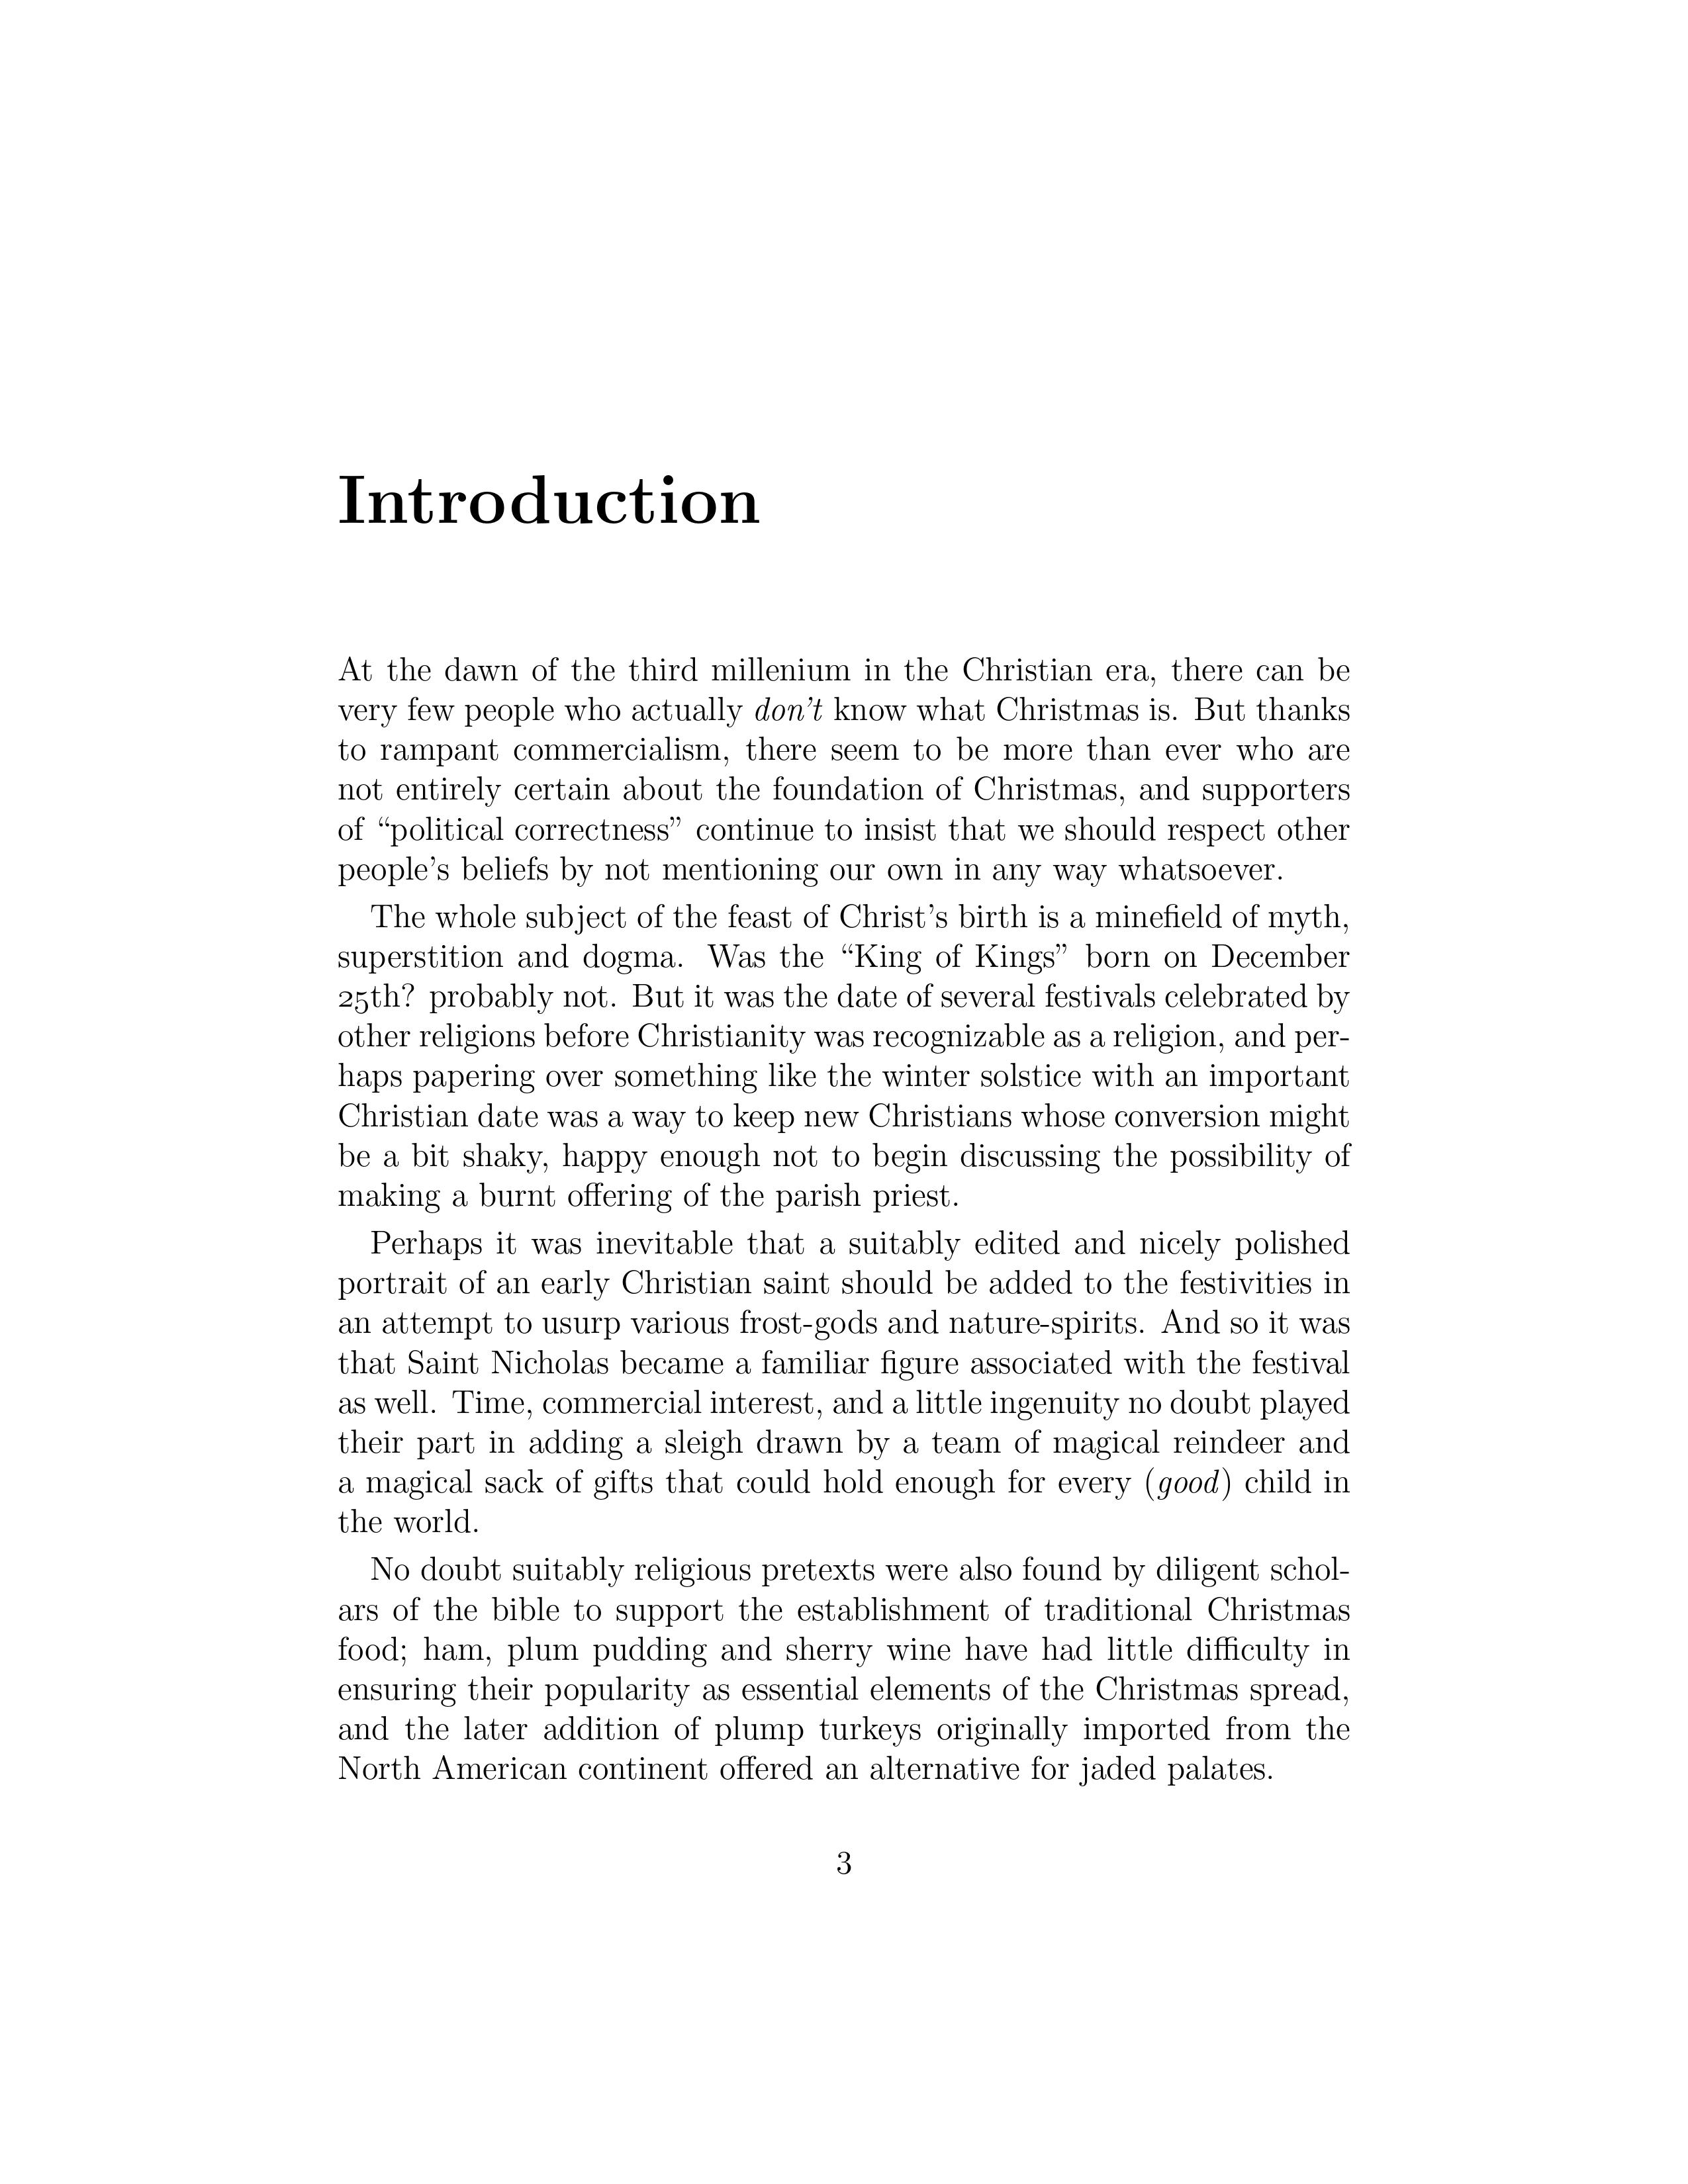 Introduction
At the dawn of the third millenium in the Christian era, there can be
very few people who actually don't know what Christmas is. But thanks
to rampant commercialism, there seem to be more than ever who are
not entirely certain about the foundation of Christmas, and supporters
of “political correctness” continue to insist that we should respect other
people's beliefs by not mentioning our own in any way whatsoever.
The whole subject of the feast of Christ's birth is a minefield of myth,
superstition and dogma. Was the “King of Kings” born on December
25th? probably not. But it was the date of several festivals celebrated by
other religions before Christianity was recognizable as a religion, and per-
haps papering over something like the winter solstice with an important
Christian date was a way to keep new Christians whose conversion might
be a bit shaky, happy enough not to begin discussing the possibility of
making a burnt offering of the parish priest.
Perhaps it was inevitable that a suitably edited and nicely polished
portrait of an early Christian saint should be added to the festivities in
an attempt to usurp various frost-gods and nature-spirits. And so it was
that Saint Nicholas became a familiar figure associated with the festival
as well. Time, commercial interest, and a little ingenuity no doubt played
their part in adding a sleigh drawn by a team of magical reindeer and
a magical sack of gifts that could hold enough for every (good) child in
the world.
No doubt suitably religious pretexts were also found by diligent schol-
ars of the bible to support the establishment of traditional Christmas
food; ham, plum pudding and sherry wine have had little difficulty in
ensuring their popularity as essential elements of the Christmas spread,
and the later addition of plump turkeys originally imported from the
North American continent offered an alternative for jaded palates.
3